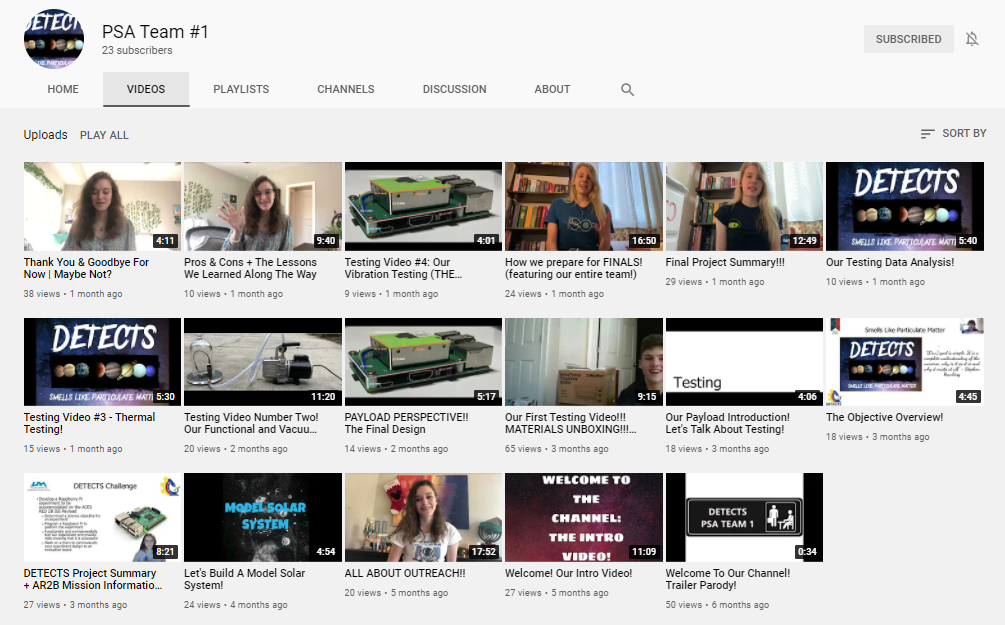 DETECTS
PSA Team #1
23 subscribers
SUBSCRIBED
HOME
VIDEOS
PLAYLISTS
CHANNELS
DISCUSSION
ABOUT
Uploads PLAY ALL
SORT BY
4:11
Thank You & Goodbye For
Now | Maybe Not?
38 views • 1 month ago
9:40
Pros & Cons + The Lessons
We Learned Along The Way
10 views • 1 month ago
4:01
Testing Video #4: Our
Vibration Testing (THE...
9 views • 1 month ago
16:50
How we prepare for FINALS!
(featuring our entire team!)
24 views • 1 month ago
12:49
Final Project Summary!!!
29 views • 1 month ago
DETECTS
SMELLS LIKE PARTICULATE MATT
5:40
Our Testing Data Analysis!
10 views • 1 month ago
DETECTS
SMELLS LIKE PARTICULATE MATTE
5:30
Testing Video #3 - Thermal
Testing!
15 views • 1 month ago
11:20
Testing Video Number Two!
Our Functional and Vacuu...
20 views • 2 months ago
5:17
PAYLOAD PERSPECTIVE!!
The Final Design
14 views • 2 months ago
9:15
Our First Testing Video!!!
MATERIALS UNBOXING!!!...
65 views • 3 months ago
Testing
4:06
Our Payload Introduction!
Let's Talk About Testing!
18 views • 3 months ago
Smells Like Particulate Matter
DETECTS
SMELLS LIKE PARTICULATE MATTER
4:45
The Objective Overview!
18 views • 3 months ago
DETECTS Challenge
8:21
DETECTS Project Summary
+ AR2B Mission Informatio...
27 views • 3 months ago
MODEL SOLAR
SYSTEM
4:54
Let's Build A Model Solar
System!
24 views • 4 months ago
17:52
ALL ABOUT OUTREACH!!
20 views • 5 months ago
WELCOME TO
THE
CHANNEL:
THE INTRO
VIDEO!
11:09
Welcome! Our Intro Video!
27 views • 5 months ago
DETECTS
PSA TEAM 1
0:34
Welcome To Our Channel!
Trailer Parody!
50 views • 6 months ago